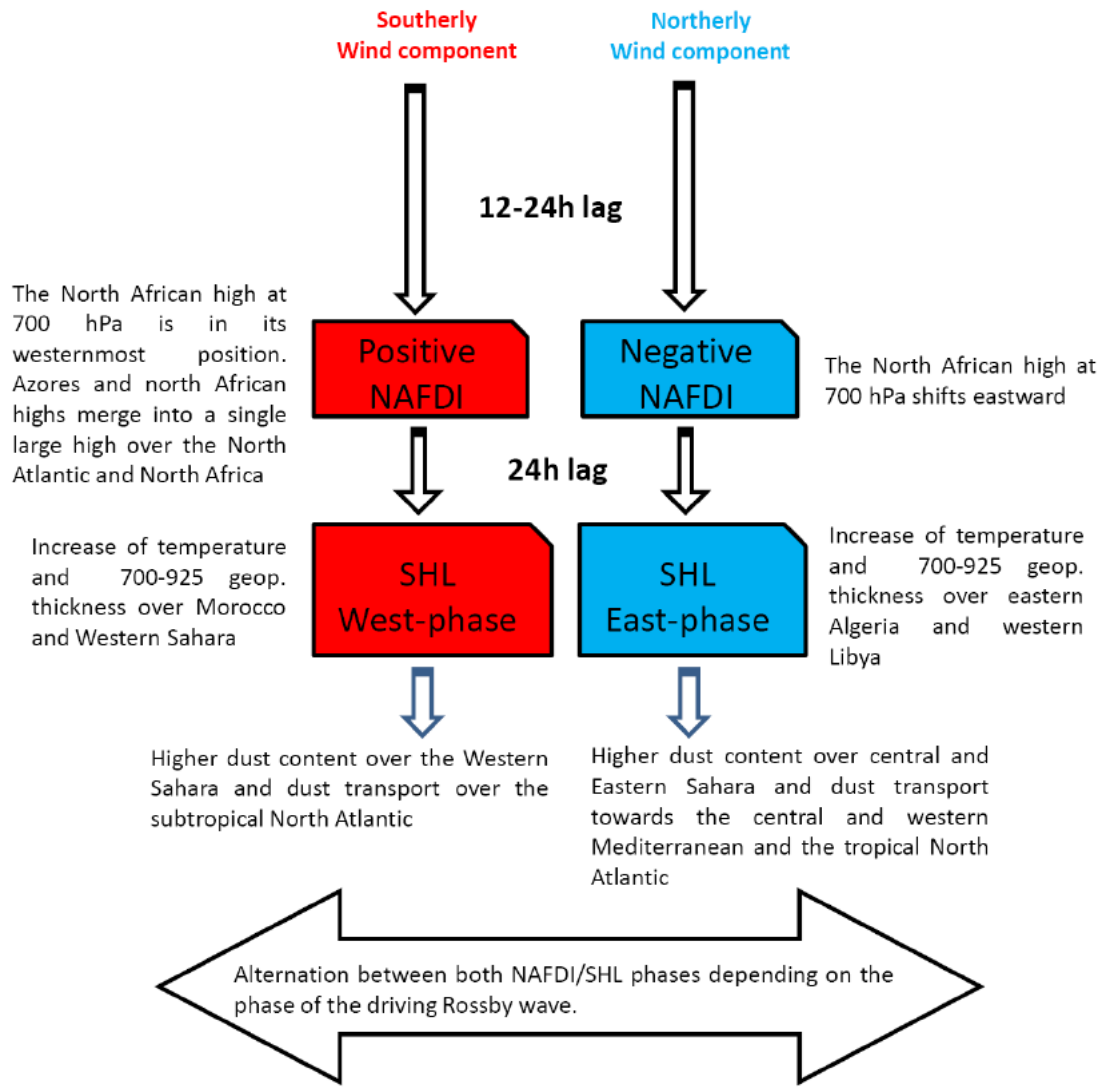 Southerly
Wind component
Northerly
Wind component
12-24h lag
The North African high at
700 hPa is in its
westernmost position.
Azores and north African
highs merge into a single
large high over the North
Atlantic and North Africa
Positive
NAFDI
Negative
NAFDI
The North African high at
700 hPa shifts eastward
24h lag
Increase of temperature
and 700-925 geop.
thickness over Morocco
and Western Sahara
SHL
West-phase
SHL
East-phase
Increase of temperature
and 700-925 geop.
thickness over eastern
Algeria and western
Libya
Higher dust content over the Western
Sahara and dust transport over the
subtropical North Atlantic
Higher dust content over central and
Eastern Sahara and dust transport
towards the central and western
Mediterranean and the tropical North
Atlantic
Alternation between both NAFDI/SHL phases depending on the
phase of the driving Rossby wave.